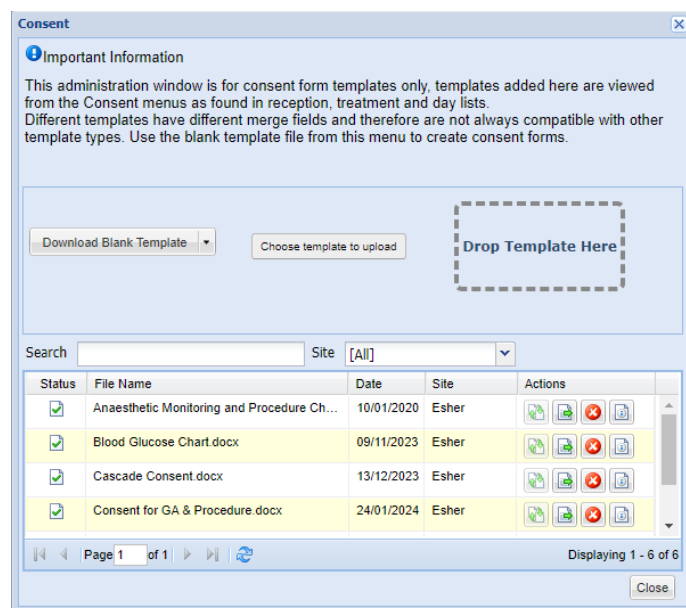 Consent
Important Information
This administration window is for consent form templates only, templates added here are viewed
from the Consent menus as found in reception, treatment and day lists.
Different templates have different merge fields and therefore are not always compatible with other
template types. Use the blank template file from this menu to create consent forms.
Download Blank Template
Choose template to upload
Drop Template Here
Search Site [All]
Status File Name Date Site Actions
Anaesthetic Monitoring and Procedure Ch... 10/01/2020 Esher
Blood Glucose Chart.docx 09/11/2023 Esher
Cascade Consent.docx 13/12/2023 Esher
Consent for GA & Procedure.docx 24/01/2024 Esher
Page 1 of 1 Displaying 1 - 6 of 6
Close